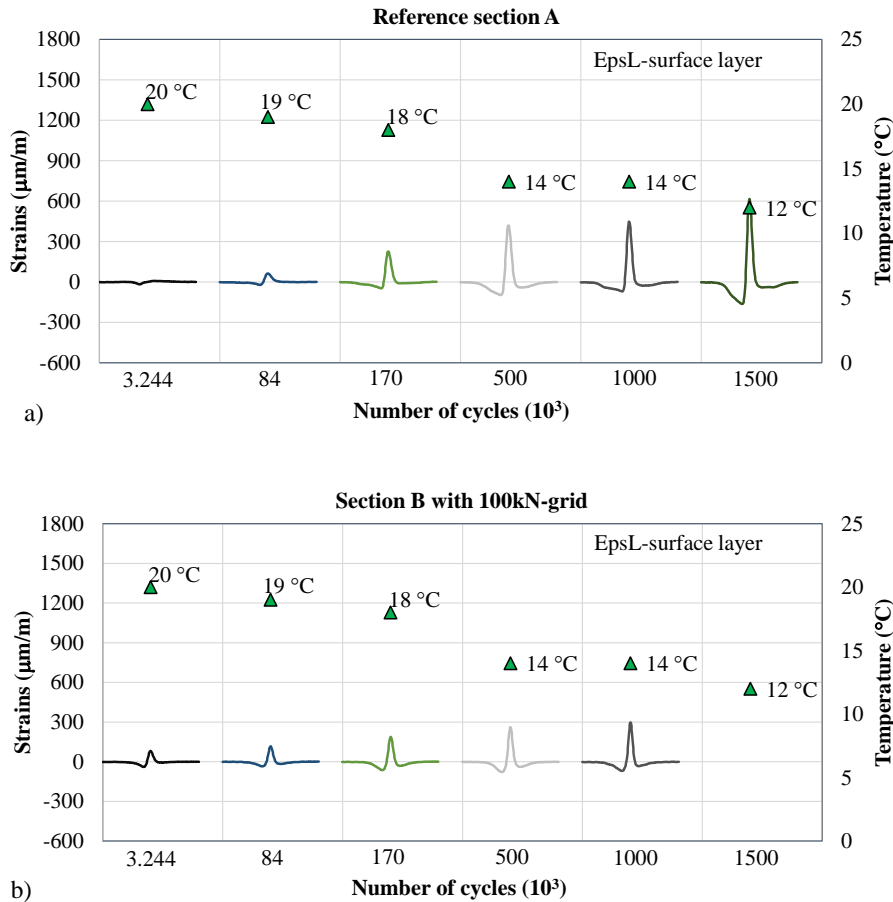 Reference section A
1800
1500
1200
900
600
300
0
-300
-600
Strains (µm/m)
EpsL-surface layer
20 °C
19 °C
18 °C
14 °C
14 °C
12 °C
25
20
15
10
5
0
Temperature (°C)
3.244 84 170 500 1000 1500
a)
Number of cycles (10³)
Section B with 100kN-grid
1800
1500
1200
900
600
300
0
-300
-600
Strains (µm/m)
EpsL-surface layer
20 °C
19 °C
18 °C
14 °C
14 °C
12 °C
25
20
15
10
5
0
Temperature (°C)
3.244 84 170 500 1000 1500
b)
Number of cycles (10³)